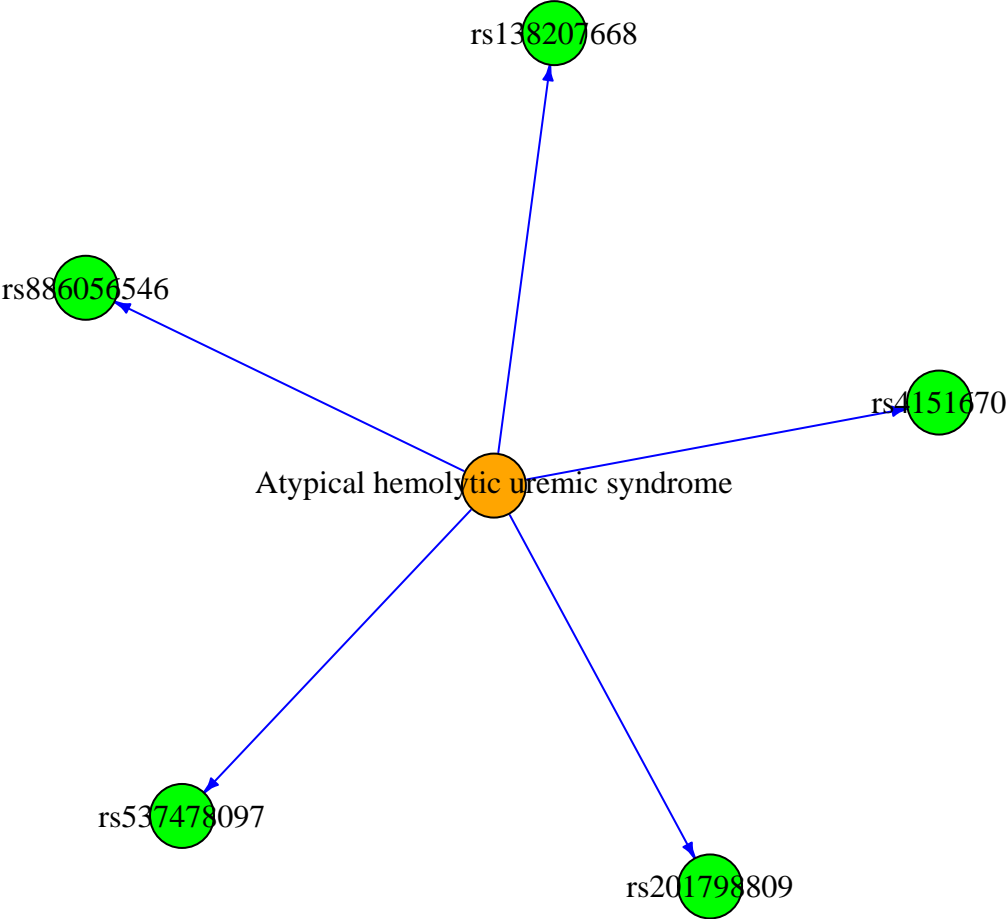 rs138207668
rs886056546
rs4151670
Atypical hemolytic uremic syndrome
rs537478097
rs201798809